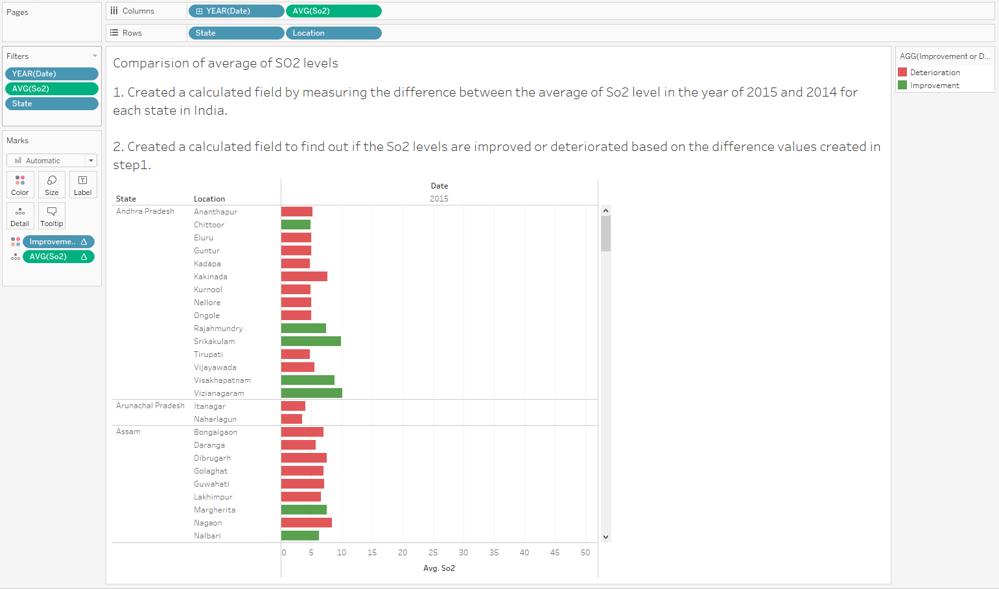 Pages
Columns
YEAR(Date)
AVG(So2)
Rows
State
Location
Filters
YEAR(Date)
AVG(So2)
State
Marks
Automatic
Color
Size
Label
Detail
Tooltip
Improveme..
AVG(So2)
Comparision of average of SO2 levels
1. Created a calculated field by measuring the difference between the average of So2 level in the year of 2015 and 2014 for
each state in India.
2. Created a calculated field to find out if the So2 levels are improved or deteriorated based on the difference values created in
step1.
Date
State Location 2015
Andhra Pradesh Ananthapur
Chittoor
Eluru
Guntur
Kadapa
Kakinada
Kurnool
Nellore
Ongole
Rajahmundry
Srikakulam
Tirupati
Vijayawada
Visakhapatnam
Vizianagaram
Arunachal Pradesh Itanagar
Naharlagun
Assam Bongaigaon
Daranga
Dibrugarh
Golaghat
Guwahati
Lakhimpur
Margherita
Nagaon
Nalbari
0 5 10 15 20 25 30 35 40 45 50
Avg. So2
AGG(Improvement or D...
Deterioration
Improvement